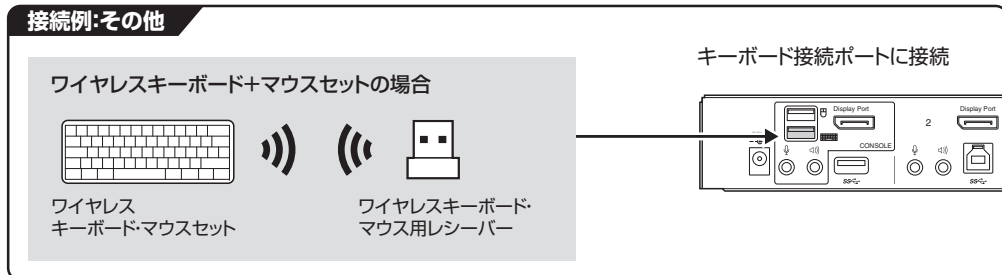 接続例:その他
キーボード接続ポートに接続
ワイヤレスキーボード＋マウスセットの場合
Display Port
Display Port
2
CONSOLE
ワイヤレス
キーボード・マウスセット
ワイヤレスキーボード・
マウス用レシーバー